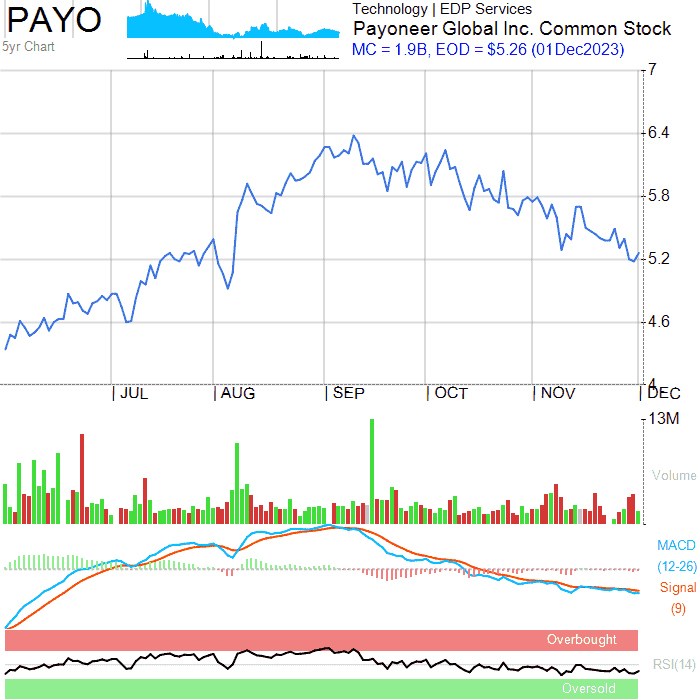 PAYO
5yr Chart
Technology | EDP Services
Payoneer Global Inc. Common Stock
MC = 1.9B, EOD = $5.26 (01Dec2023)
7
6.4
5.8
5.2
4.6
4
| JUL | AUG | SEP | OCT | NOV | DEC
13M
Volume
MACD
(12-26)
Signal
(9)
Overbought
RSI(14)
Oversold